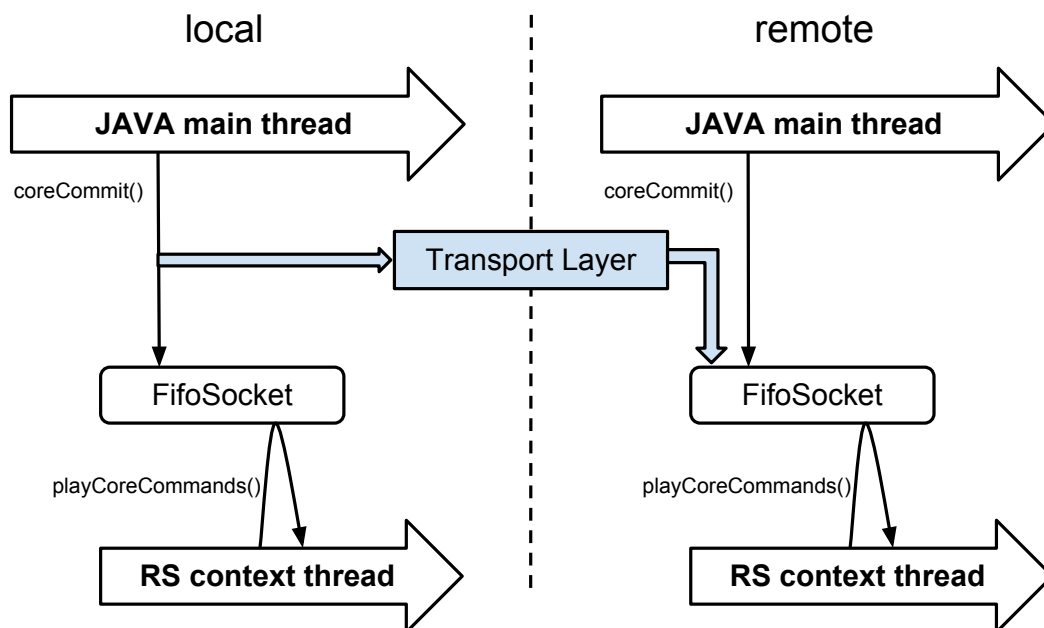 local
remote
JAVA main thread
JAVA main thread
coreCommit()
coreCommit()
Transport Layer
FifoSocket
FifoSocket
playCoreCommands()
playCoreCommands()
RS context thread
RS context thread